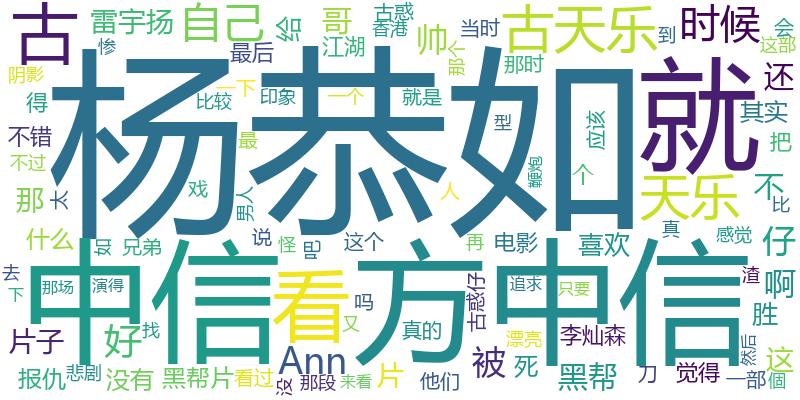 古 雷宇扬 自己 给 哥 古惑 香港 帅 当时 古天乐 到 时候 会
惨 最后 江湖 那个 那时 这部
阴影 得 比较 一下 印象 一个 就是 还 其实
不错 杨恭如 就 型 应该 把
不过 最 鞭炮
那 太 戏 男人 人 个 天乐 不 比
什么 如 兄弟 说 怪 吧 这个 再 电影 喜欢 真 感觉 仔
去 中信 看 方中信 渣 啊
下 那场 演得 吗 古惑仔 追求 只要 胜
片子 好 找 又 真的 漂亮 李灿森 然后
Ann 被 死 黑帮 刀 觉得 这
报仇 悲剧 没有 黑帮片 看过 没 那段 来看 片 他们 一部 個